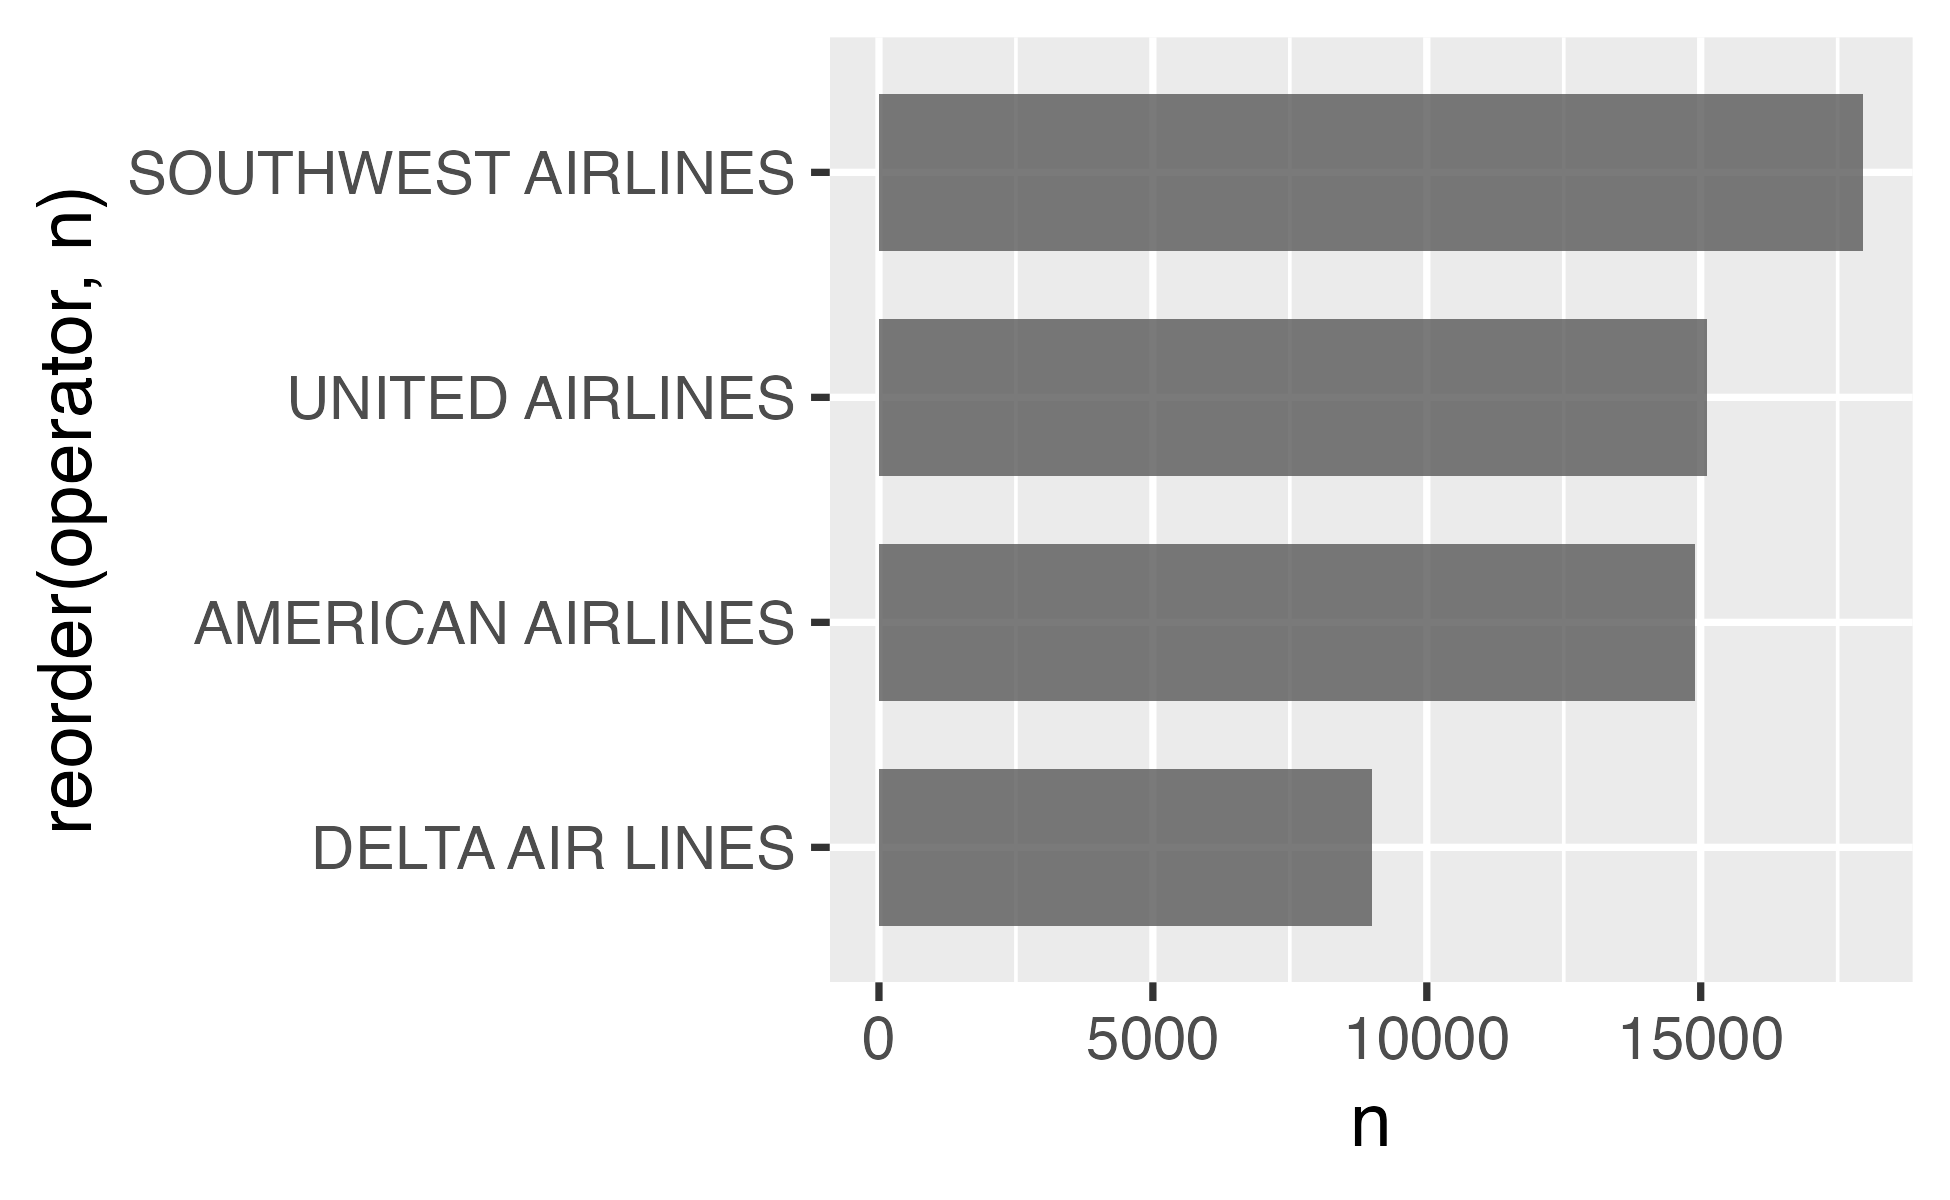 reorder(operator, n)
SOUTHWEST AIRLINES
UNITED AIRLINES
AMERICAN AIRLINES
DELTA AIR LINES
0 5000 10000 15000
n